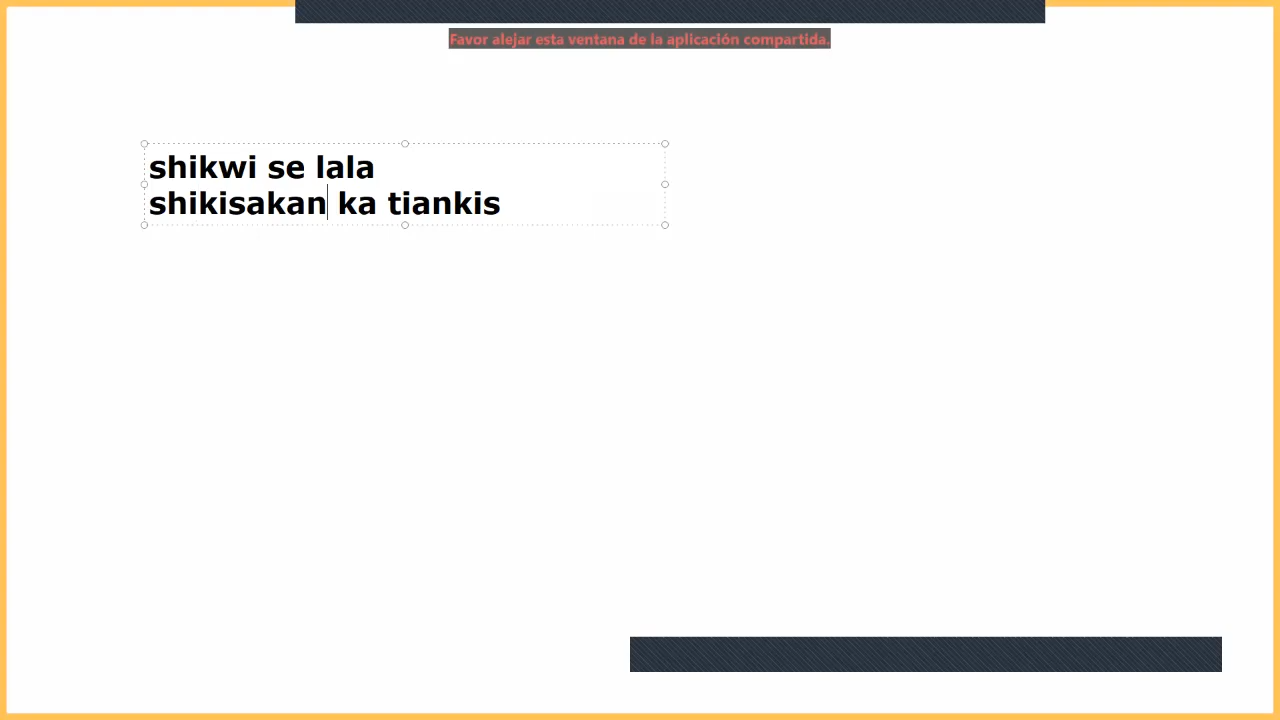 Favor alejar esta ventana de la aplicación compartida.
shikwi se lala
shikisakan ka tiankis